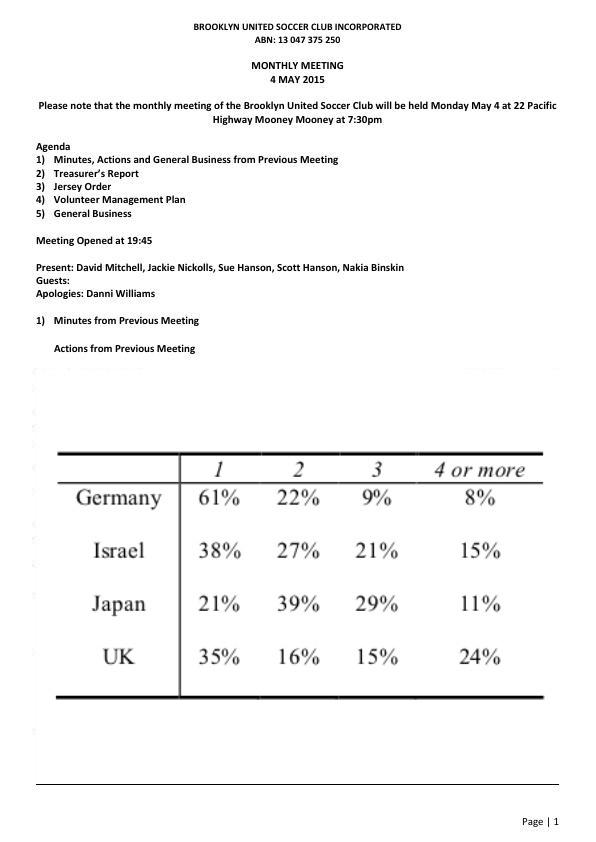 BROOKLYN UNITED SOCCER CLUB INCORPORATED
ABN: 13 047 375 250
MONTHLY MEETING
4 MAY 2015
Please note that the monthly meeting of the Brooklyn United Soccer Club will be held Monday May 4 at 22 Pacific
Highway Mooney Mooney at 7:30pm
Agenda
1) Minutes, Actions and General Business from Previous Meeting
2) Treasurer’s Report
3) Jersey Order
4) Volunteer Management Plan
5) General Business
Meeting Opened at 19:45
Present: David Mitchell, Jackie Nickolls, Sue Hanson, Scott Hanson, Nakia Binskin
Guests:
Apologies: Danni Williams
1) Minutes from Previous Meeting
Actions from Previous Meeting
1 2 3 4 or more
Germany 61% 22% 9% 8%
Israel 38% 27% 21% 15%
Japan 21% 39% 29% 11%
UK 35% 16% 15% 24%
Page | 1